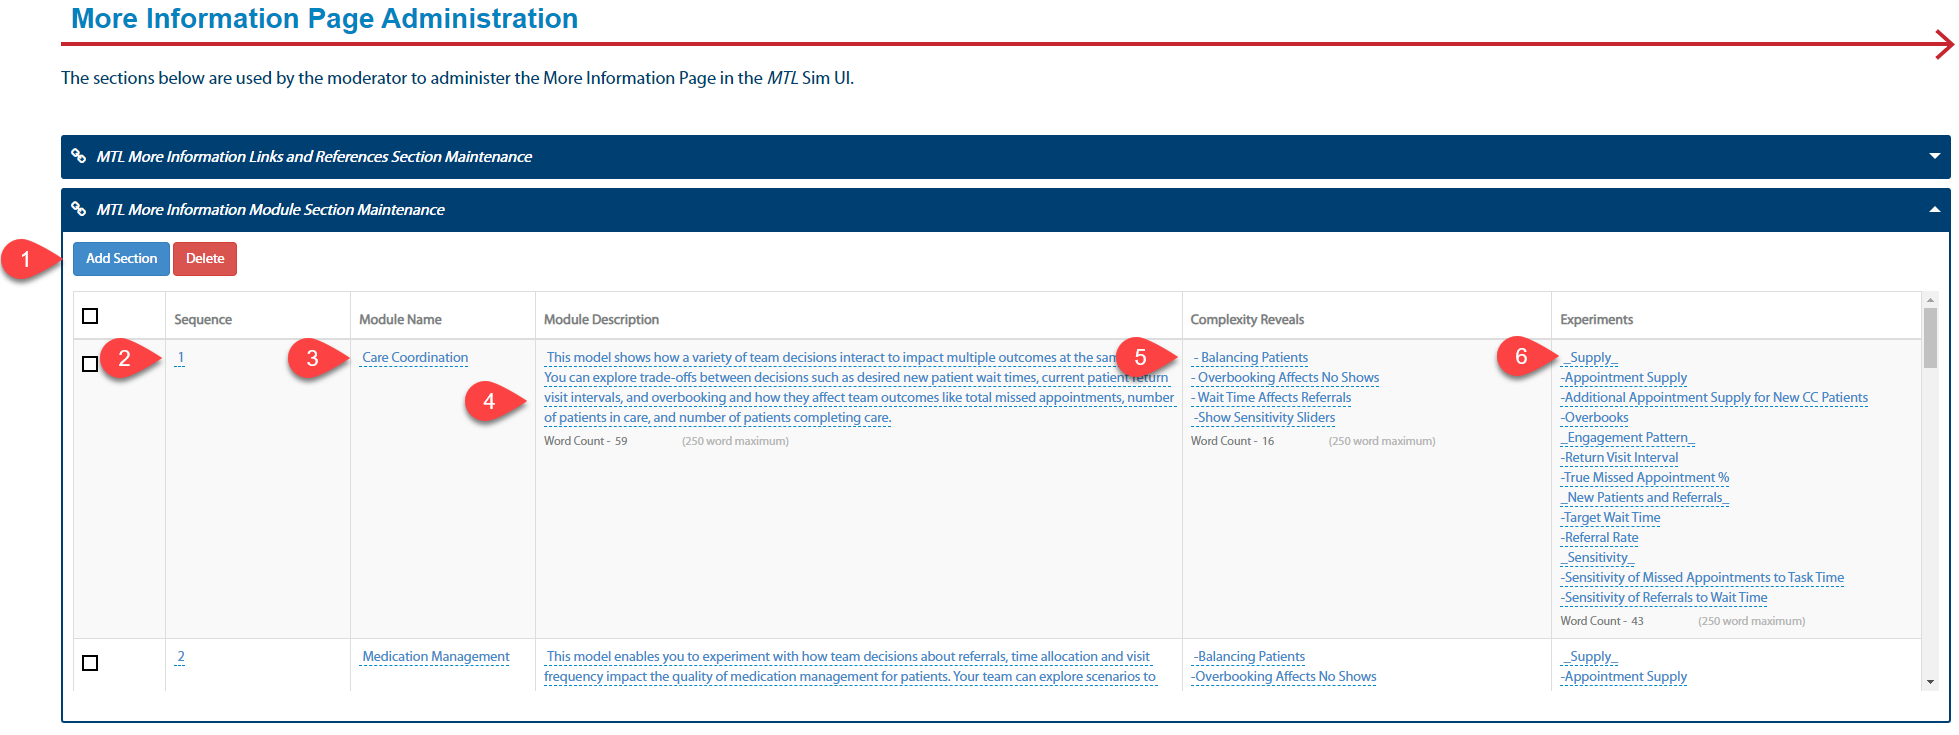 More Information Page Administration
The sections below are used by the moderator to administer the More Information Page in the MTL Sim UI.
MTL More Information Links and References Section Maintenance
MTL More Information Module Section Maintenance
1
Add Section Delete
Sequence Module Name Module Description Complexity Reveals Experiments
2
1
3
Care Coordination
This model shows how a variety of team decisions interact to impact multiple outcomes at the
You can explore trade-offs between decisions such as desired new patient wait times, current patient return
visit intervals, and overbooking and how they affect team outcomes like total missed appointments, number
of patients in care, and number of patients completing care.
4
Word Count - 59 (250 word maximum)
5
- Balancing Patients
- Overbooking Affects No Shows
- Wait Time Affects Referrals
-Show Sensitivity Sliders
Word Count - 16 (250 word maximum)
6
_Supply_
-Appointment Supply
-Additional Appointment Supply for New CC Patients
-Overbooks
_Engagement Pattern_
-Return Visit Interval
-True Missed Appointment %
_New Patients and Referrals_
-Target Wait Time
-Referral Rate
_Sensitivity_
-Sensitivity of Missed Appointments to Task Time
-Sensitivity of Referrals to Wait Time
Word Count - 43 (250 word maximum)
2
Medication Management
This model enables you to experiment with how team decisions about referrals, time allocation and visit
frequency impact the quality of medication management for patients. Your team can explore scenarios to
-Balancing Patients
-Overbooking Affects No Shows
_Supply_
-Appointment Supply